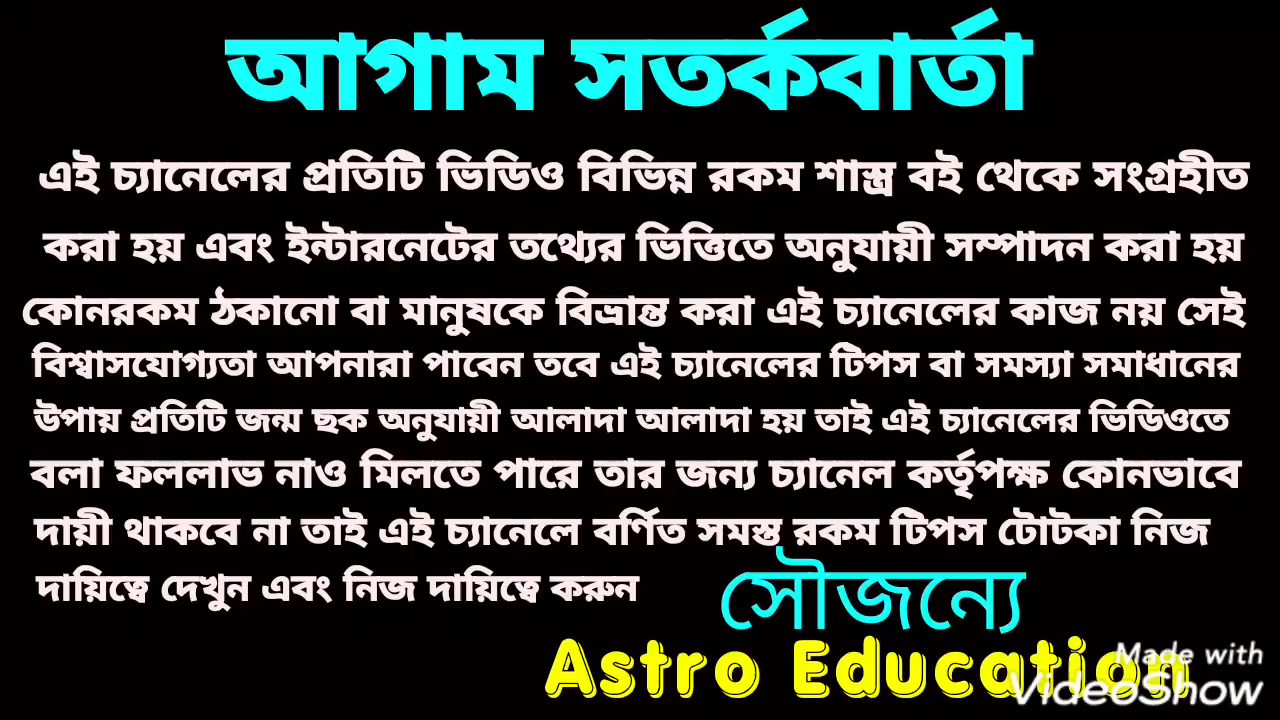 আগাম সতর্কবার্তা
এই চ্যানেলের প্রতিটি ভিডিও বিভিন্ন রকম শাস্ত্র বই থেকে সংগ্রহীত
করা হয় এবং ইন্টারনেটের তথ্যের ভিত্তিতে অনুযায়ী সম্পাদন করা হয়
কোনরকম ঠকানো বা মানুষকে বিভ্রান্ত করা এই চ্যানেলের কাজ নয় সেই
বিশ্বাসযোগ্যতা আপনারা পাবেন তবে এই চ্যানেলের টিপস বা সমস্যা সমাধানের
উপায় প্রতিটি জন্ম ছক অনুযায়ী আলাদা আলাদা হয় তাই এই চ্যানেলের ভিডিওতে
বলা ফললাভ নাও মিলতে পারে তার জন্য চ্যানেল কর্তৃপক্ষ কোনভাবে
দায়ী থাকবে না তাই এই চ্যানেলে বর্ণিত সমস্ত রকম টিপস টোটকা নিজ
দায়িত্বে দেখুন এবং নিজ দায়িত্বে করুন
সৌজন্যে
Astro Education
Made with
VideoShow